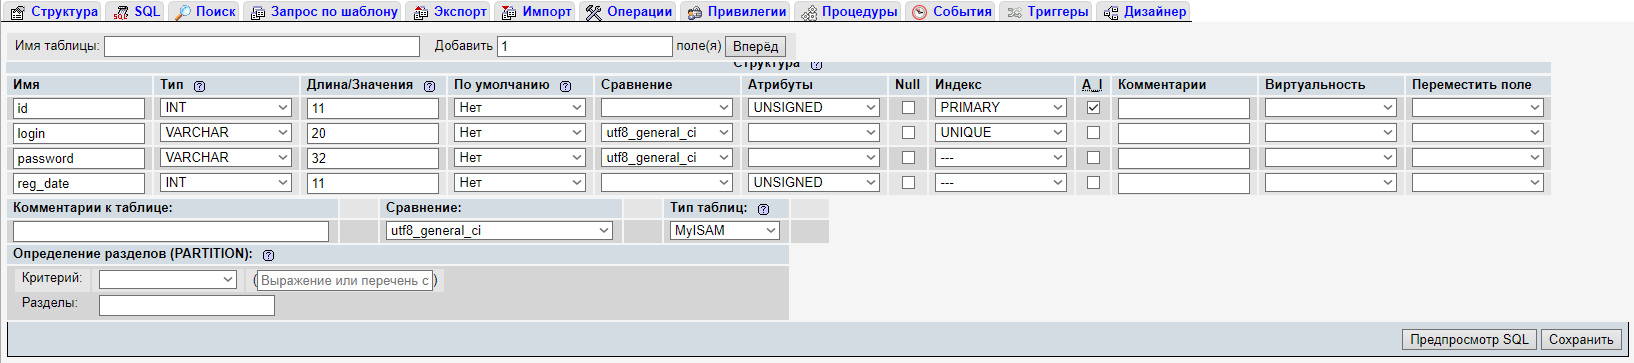 Структура SQL Поиск Запрос по шаблону Экспорт Импорт Операции Привилегии Процедуры События Триггеры Дизайнер
Имя таблицы: Добавить 1 поле(я) Вперёд
Структура
Имя Тип Длина/Значения По умолчанию Сравнение Атрибуты Null Индекс A_I Комментарии Виртуальность Переместить поле
id INT 11 Нет UNSIGNED PRIMARY
login VARCHAR 20 Нет utf8_general_ci UNIQUE
password VARCHAR 32 Нет utf8_general_ci ---
reg_date INT 11 Нет UNSIGNED ---
Комментарии к таблице: Сравнение: Тип таблиц:
utf8_general_ci MyISAM
Определение разделов (PARTITION):
Критерий: (Выражение или перечень с)
Разделы:
Предпросмотр SQL Сохранить